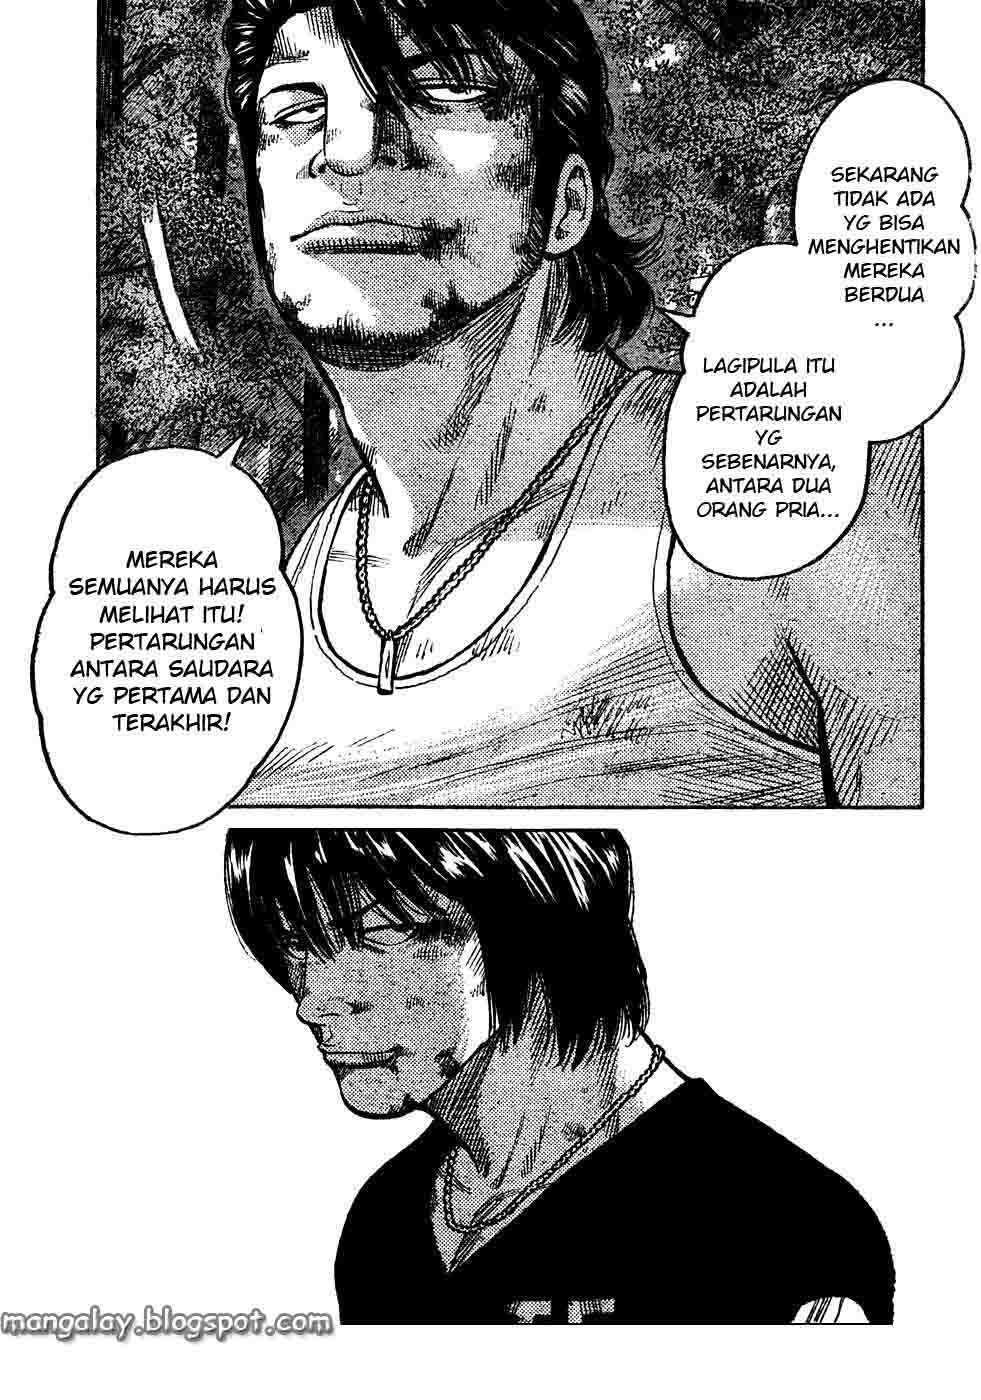 SEKARANG
TIDAK ADA
YG BISA
MENGHENTIKAN
MEREKA
BERDUA
...
LAGIPULA ITU
ADALAH
PERTARUNGAN
YG
SEBENARNYA,
ANTARA DUA
ORANG PRIA...
MEREKA
SEMUANYA HARUS
MELIHAT ITU!
PERTARUNGAN
ANTARA SAUDARA
YG PERTAMA DAN
TERAKHIR!
mangalay.blogspot.com